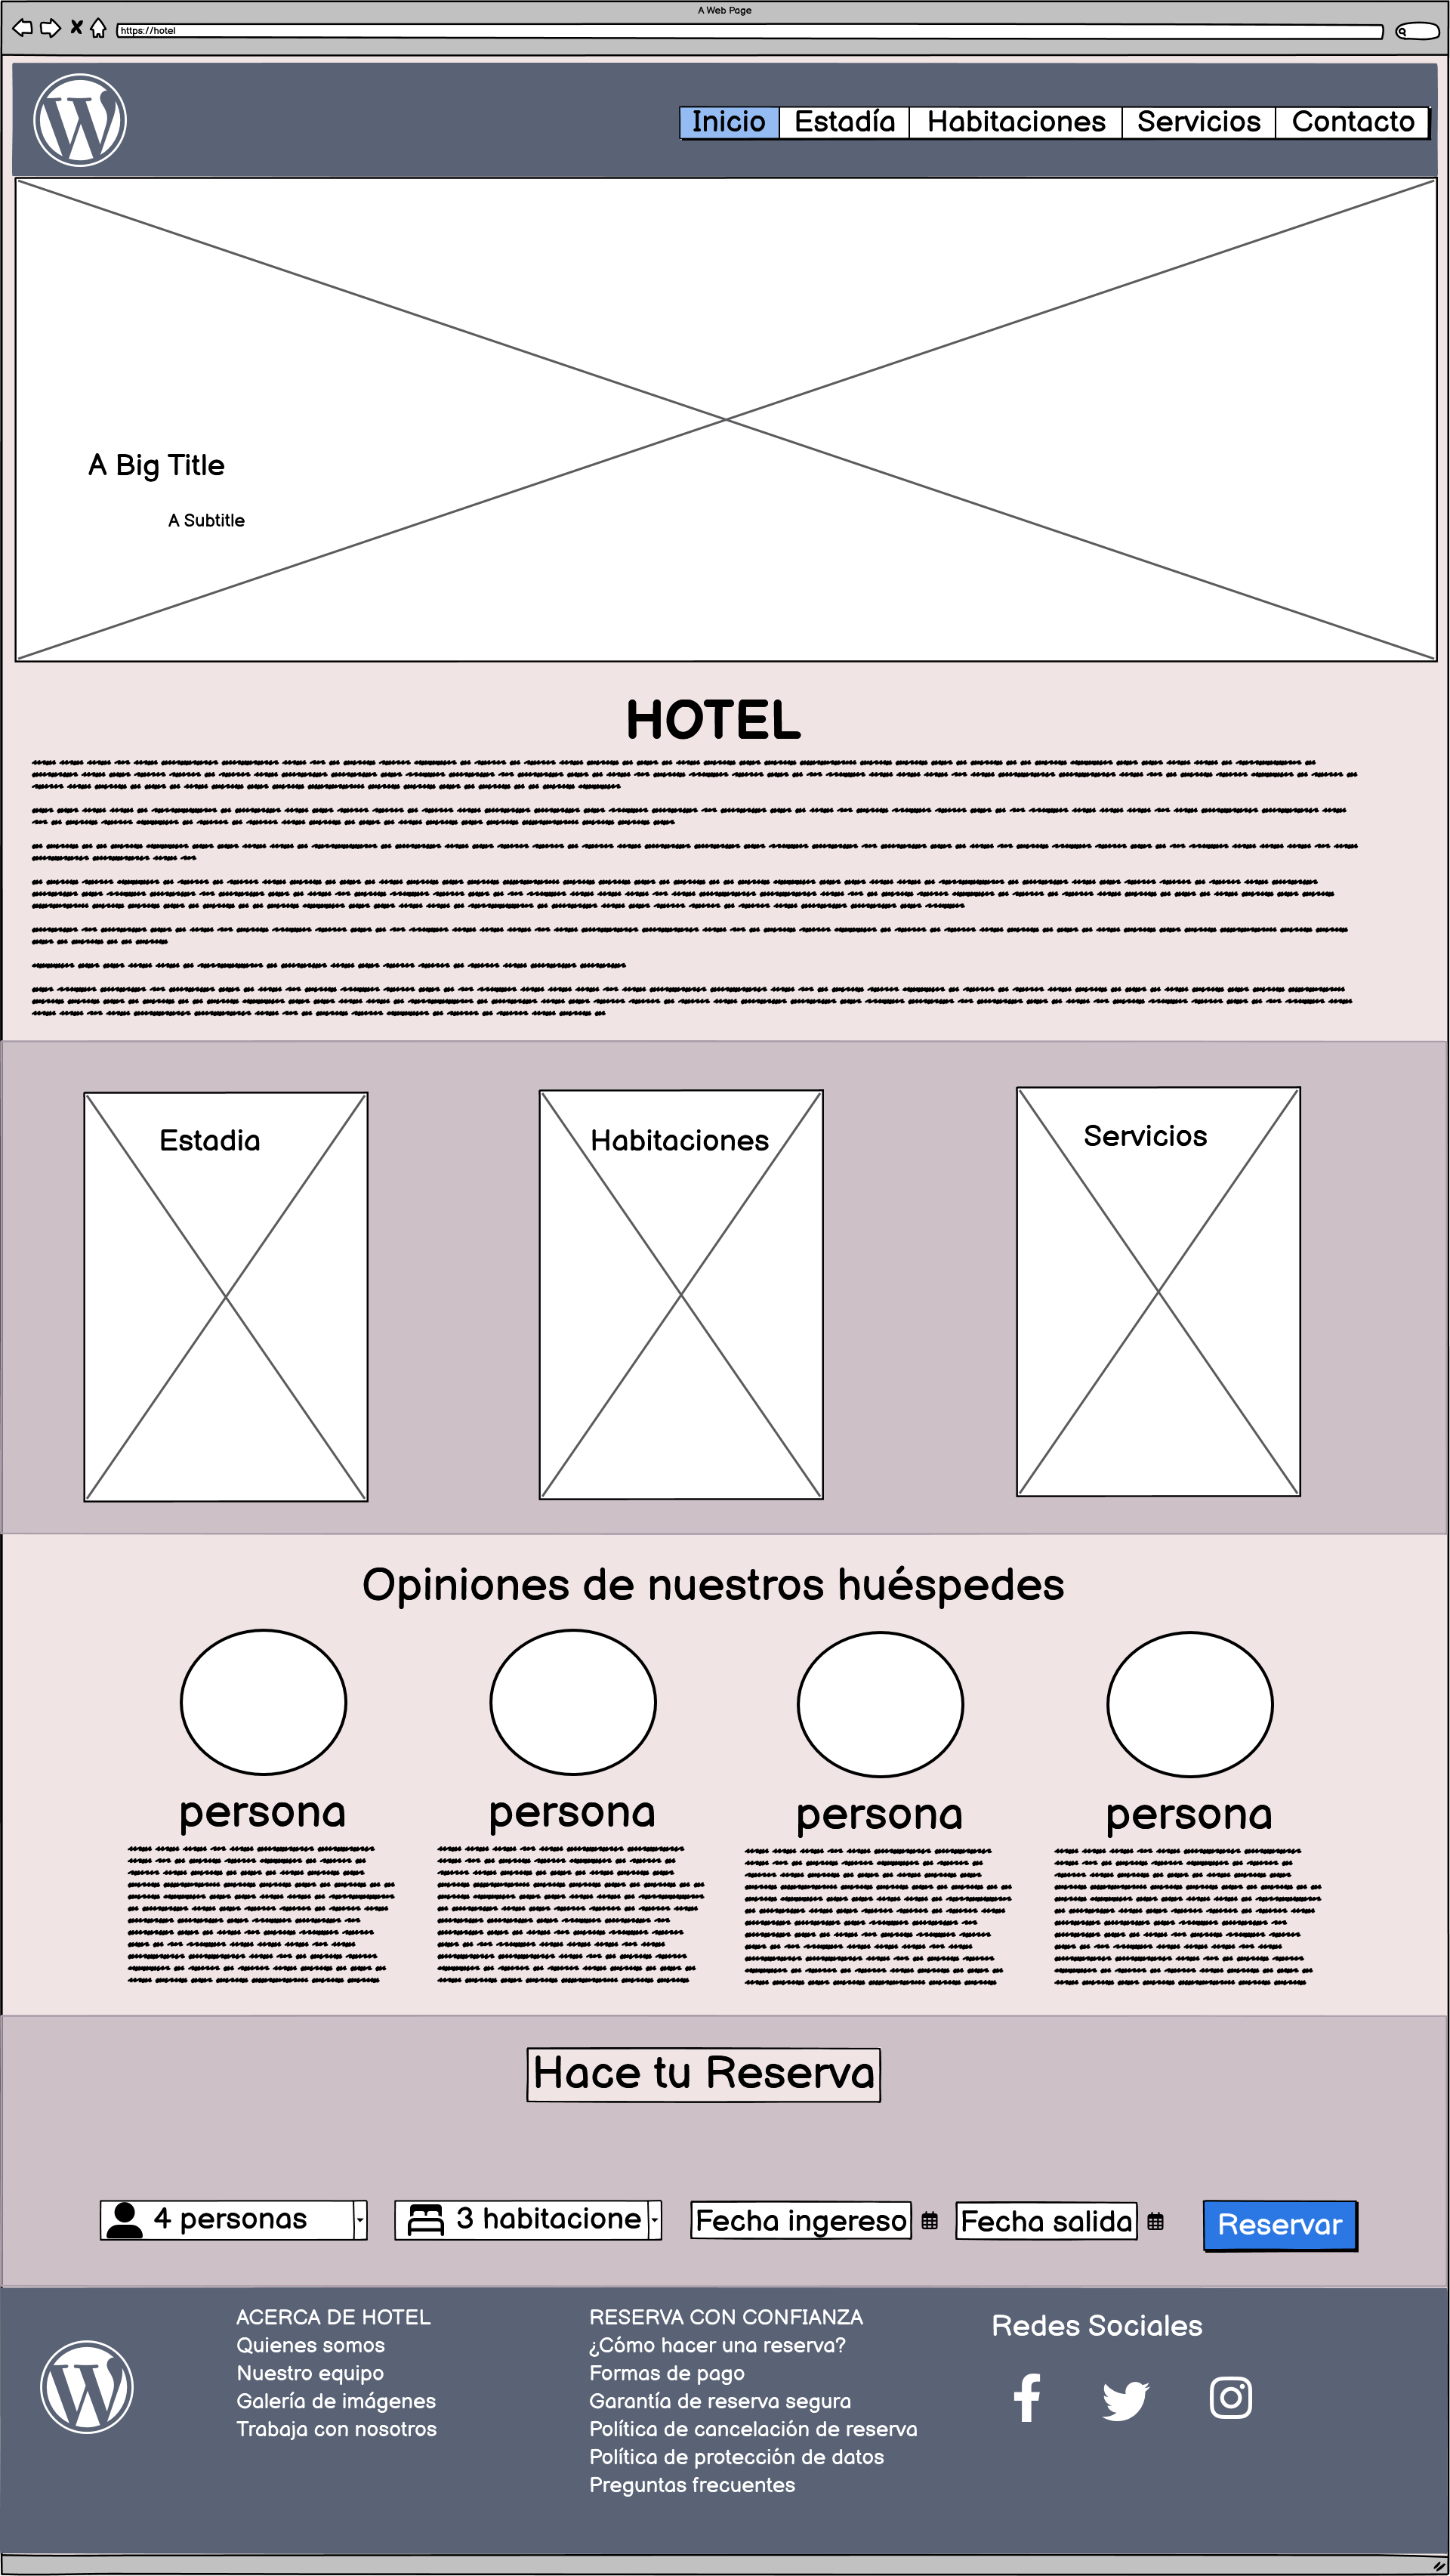 A Web Page
https://hotel
Inicio Estadía Habitaciones Servicios Contacto
A Big Title
A Subtitle
HOTEL
Estadia
Habitaciones
Servicios
Opiniones de nuestros huéspedes
persona
persona
persona
persona
Hace tu Reserva
4 personas
3 habitacione
Fecha ingereso
Fecha salida
Reservar
ACERCA DE HOTEL
Quienes somos
Nuestro equipo
Galería de imágenes
Trabaja con nosotros
RESERVA CON CONFIANZA
¿Cómo hacer una reserva?
Formas de pago
Garantía de reserva segura
Política de cancelación de reserva
Política de protección de datos
Preguntas frecuentes
Redes Sociales